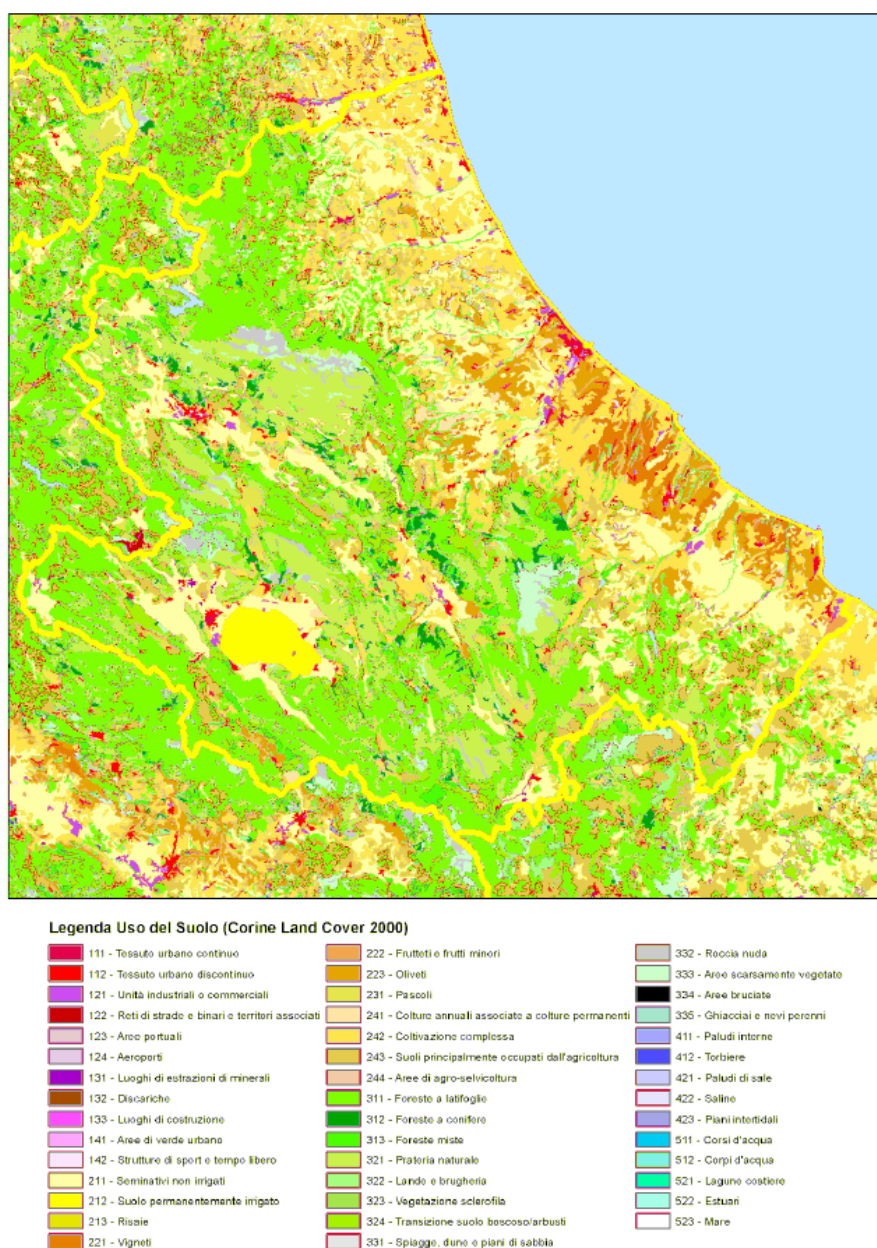 Legenda Uso del Suolo (Corine Land Cover 2000)
111 - Tessuto urbano continuo
112 - Tessuto urbano discontinuo
121 - Unità industriali o commerciali
122 - Reti di strade e binari e territori associati
123 - Aree portuali
124 - Aeroporti
131 - Luoghi di estrazioni di minerali
132 - Discariche
133 - Luoghi di costruzione
141 - Aree di verde urbano
142 - Strutture di sport e tempo libero
211 - Seminativi non irrigati
212 - Suolo permanentemente irrigato
213 - Risaie
221 - Vigneti
222 - Frutteti e frutti minori
223 - Oliveti
231 - Pascoli
241 - Colture annuali associate a colture permanenti
242 - Coltivazione complessa
243 - Suoli principalmente occupati dall'agricoltura
244 - Aree di agro-selvicoltura
311 - Foreste a latifoglie
312 - Foreste a conifere
313 - Foreste miste
321 - Prateria naturale
322 - Lande e brugheria
323 - Vegetazione sclerofila
324 - Transizione suolo boscoso/arbusti
331 - Spiagge, dune e piani di sabbia
332 - Roccia nuda
333 - Aree scarsamente vegetate
334 - Aree bruciate
335 - Ghiacciai e nevi perenni
411 - Paludi interne
412 - Torbiere
421 - Paludi di sale
422 - Saline
423 - Piani intertidali
511 - Corsi d'acqua
512 - Corpi d'acqua
521 - Lagune costiere
522 - Estuari
523 - Mare